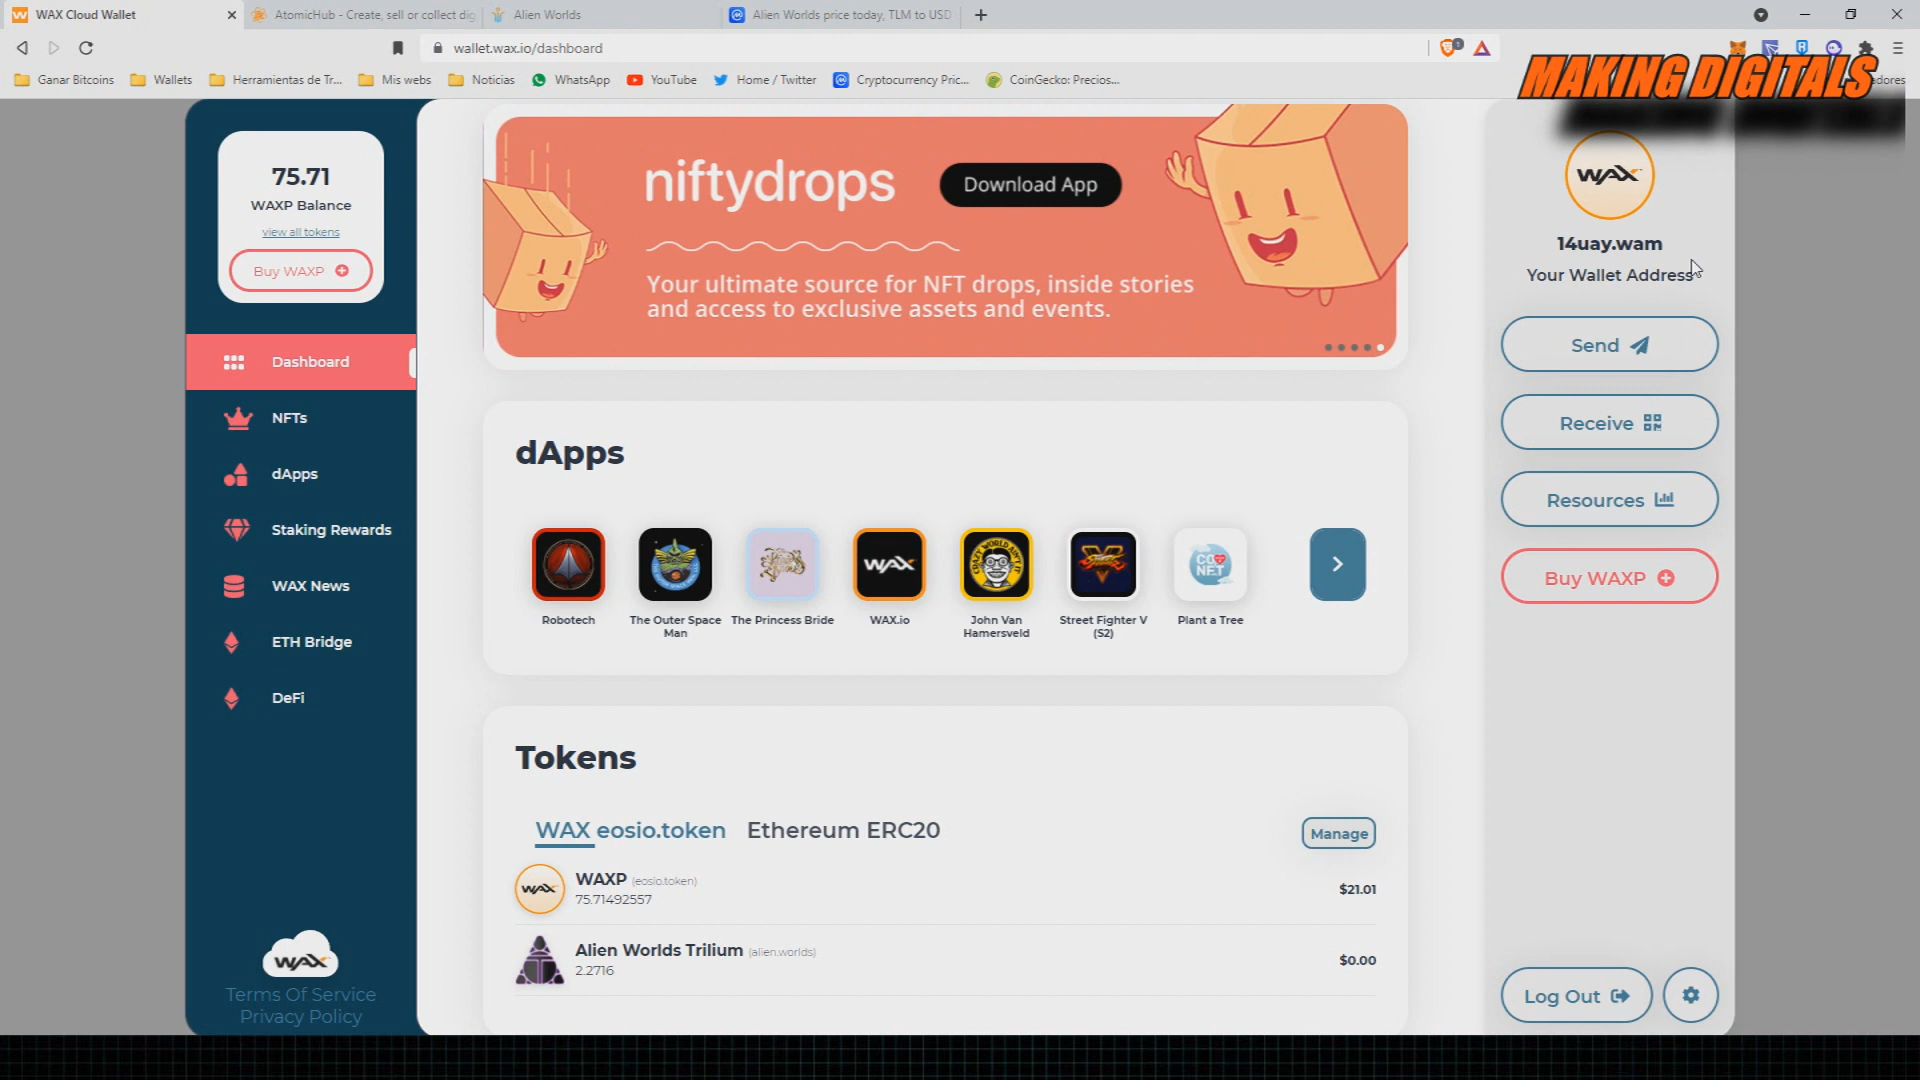 WAX Cloud Wallet
AtomicHub - Create, sell or collect dig
Alien Worlds
Alien Worlds price today, TLM to USD
wallet.wax.io/dashboard
Ganar Bitcoins
Wallets
Herramientas de Tr...
Mis webs
Noticias
WhatsApp
YouTube
Home / Twitter
Cryptocurrency Pric...
CoinGecko: Precios...
MAKING DIGITALS
75.71
WAXP Balance
view all tokens
Buy WAXP
Dashboard
NFTs
dApps
Staking Rewards
WAX News
ETH Bridge
DeFi
WAX
Terms Of Service
Privacy Policy
niftydrops
Download App
Your ultimate source for NFT drops, inside stories
and access to exclusive assets and events.
dApps
WAX
CO NET
Robotech
The Outer Space
Man
The Princess Bride
WAX.io
John Van
Hamersveld
Street Fighter V
(S2)
Plant a Tree
Tokens
WAX eosio.token
Ethereum ERC20
Manage
WAX
WAXP (eosio.token)
75.71492557
$21.01
Alien Worlds Trilium (alien.worlds)
2.2716
$0.00
WAX
14uay.wam
Your Wallet Address
Send
Receive
Resources
Buy WAXP
Log Out